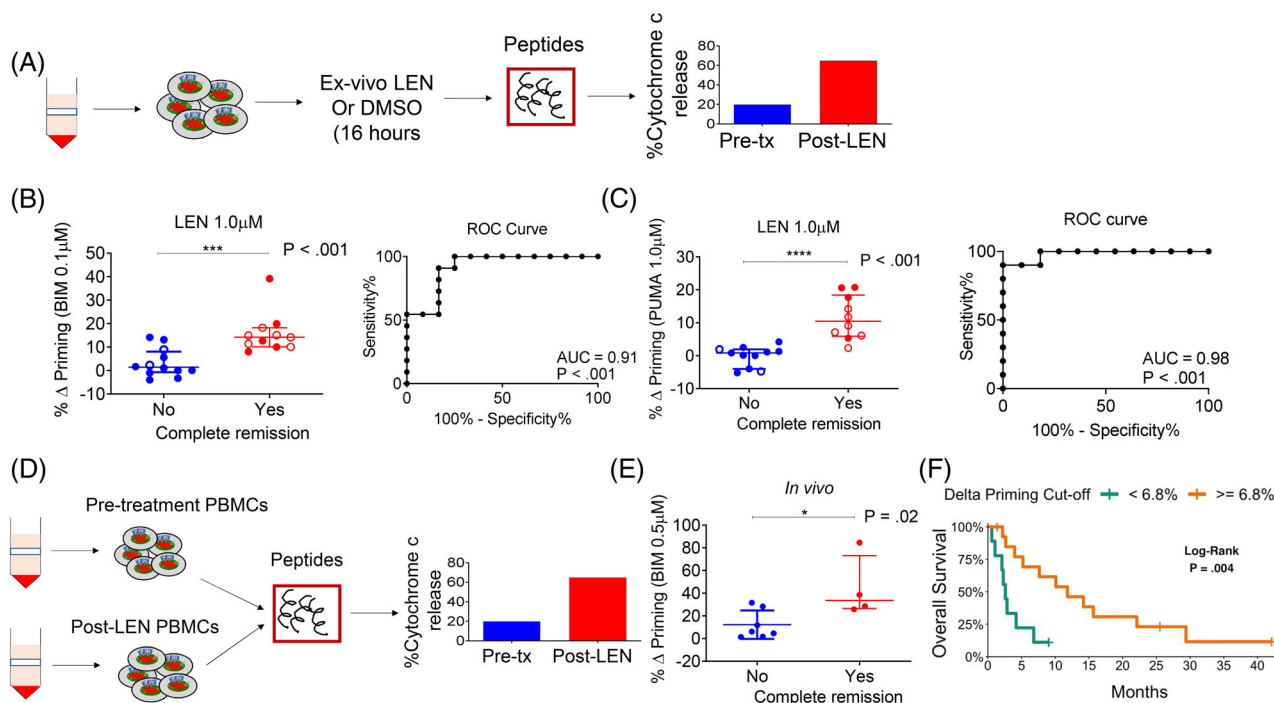 (A)
Ex-vivo LEN
Or DMSO
(16 hours
Peptides
%Cytochrome c
release
80
60
40
20
0
Pre-tx
Post-LEN
(B)
LEN 1.0μM
***
P < .001
% Δ Priming (BIM 0.1μM)
50
40
30
20
10
0
-10
No
Yes
Complete remission
ROC Curve
Sensitivity%
100
50
0
0
50
100
AUC = 0.91
P < .001
100% - Specificity%
(C)
LEN 1.0μM
****
P < .001
% Δ Priming (PUMA 1.0μM)
30
20
10
0
-10
No
Yes
Complete remission
ROC curve
Sensitivity%
100
50
0
0
50
100
AUC = 0.98
P < .001
100% - Specificity%
(D)
Pre-treatment PBMCs
Post-LEN PBMCs
Peptides
%Cytochrome c
release
80
60
40
20
0
Pre-tx
Post-LEN
(E)
In vivo
*
P = .02
% Δ Priming (BIM 0.5μM)
100
80
60
40
20
0
-20
No
Yes
Complete remission
(F)
Delta Priming Cut-off
< 6.8%
>= 6.8%
Overall Survival
100%
75%
50%
25%
0%
Log-Rank
P = .004
0
5
10
15
20
25
30
35
40
Months